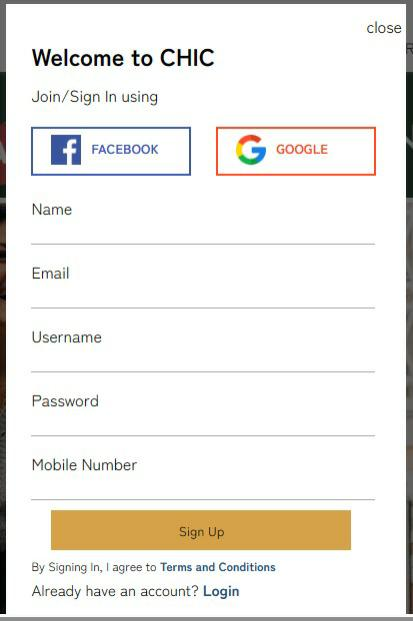 close
Welcome to CHIC
Join/Sign In using
FACEBOOK GOOGLE
Name
Email
Username
Password
Mobile Number
Sign Up
By Signing In, I agree to Terms and Conditions
Already have an account? Login